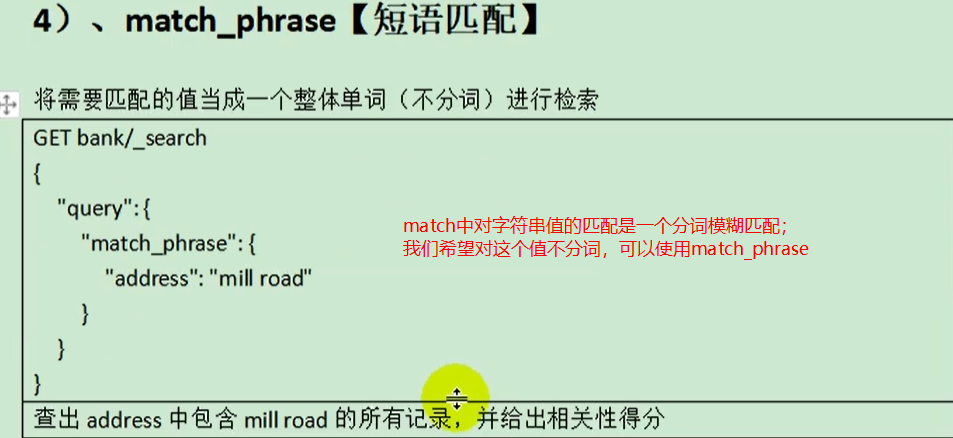 4）、match_phrase【短语匹配】
将需要匹配的值当成一个整体单词（不分词）进行检索
GET bank/_search
{
"query": {
"match_phrase": {
"address": "mill road"
}
}
}
match中对字符串值的匹配是一个分词模糊匹配；
我们希望对这个值不分词，可以使用match_phrase
查出 address 中包含 mill road 的所有记录，并给出相关性得分